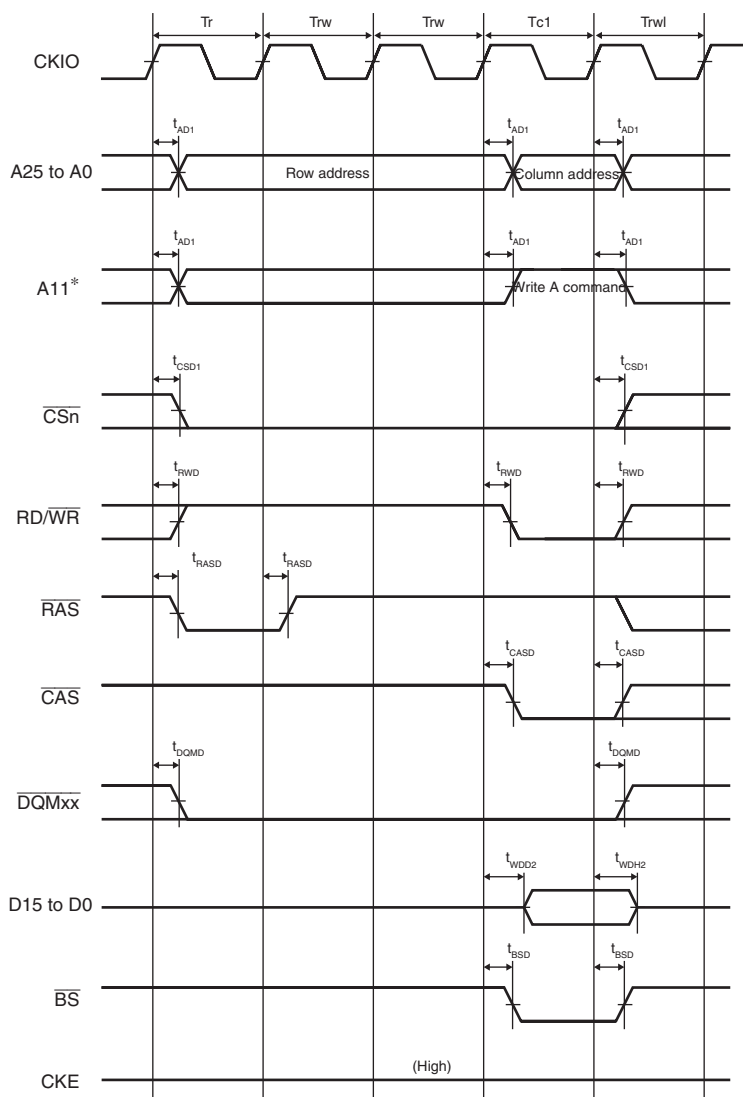 Tr Trw Trw Tc1 Trwl
CKIO
tAD1 tAD1 tAD1
A25 to A0 Row address Column address
tAD1 tAD1 tAD1
A11* Write A command
tCSD1 tCSD1
CSn
tRWD tRWD tRWD
RD/WR
tRASD tRASD
RAS
tCASD tCASD
CAS
tDQMD tDQMD
DQMxx
tWDD2 tWDH2
D15 to D0
tBSD tBSD
BS
(High)
CKE